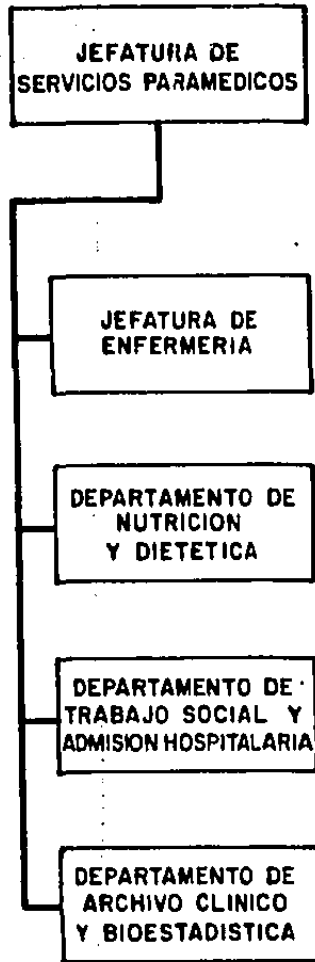 JEFATURA DE
SERVICIOS PARAMEDICOS
JEFATURA DE
ENFERMERIA
DEPARTAMENTO DE
NUTRICION
Y DIETETICA
DEPARTAMENTO DE
TRABAJO SOCIAL Y
ADMISION HOSPITALARIA
DEPARTAMENTO DE
ARCHIVO CLINICO
Y BIOESTADISTICA